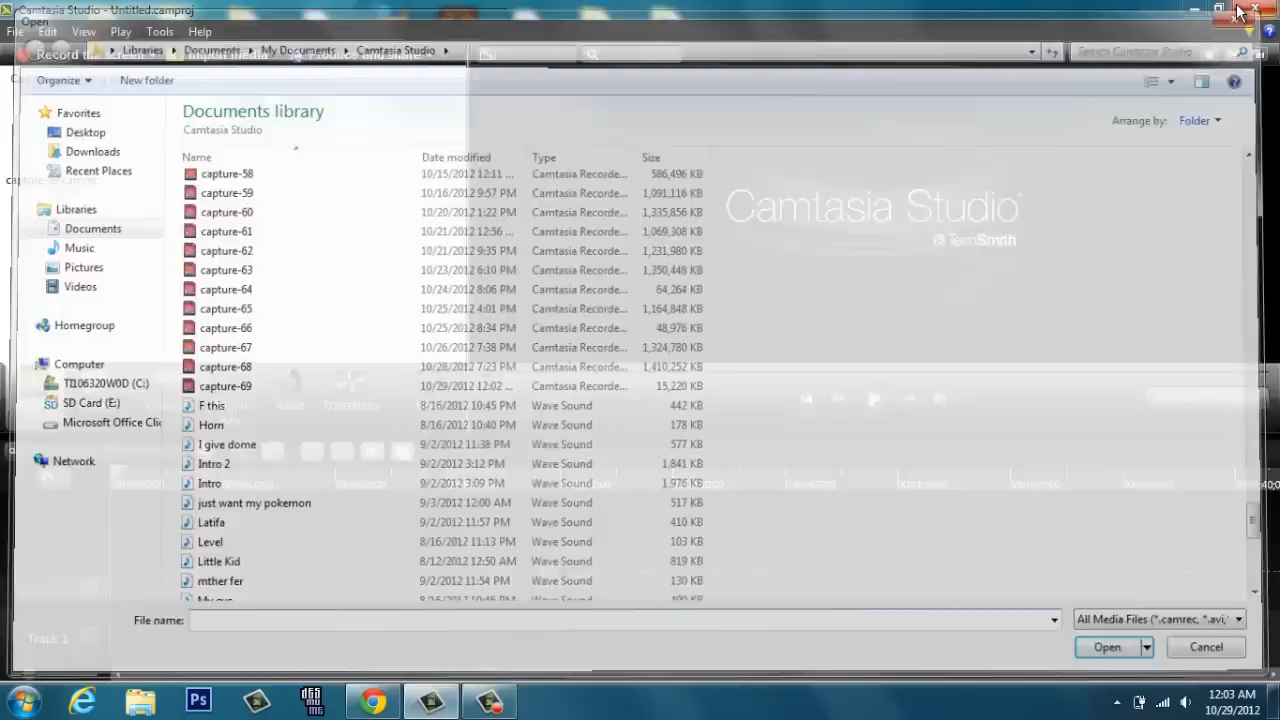 Camtasia Studio - Untitled.camproj
Open
File Edit View Play Tools Help
Libraries Documents My Documents Camtasia Studio
Record the screen Import media Produce and share
Search Camtasia Studio
Organize New folder
Favorites
Desktop
Downloads
Recent Places
Libraries
Documents
Music
Pictures
Videos
Homegroup
Computer
TI106320W0D (C:)
SD Card (E:)
Microsoft Office Clic
Network
Documents library
Camtasia Studio
Arrange by: Folder
Name Date modified Type Size
capture-58 10/15/2012 12:11 ... Camtasia Recorde... 586,496 KB
capture-59 10/16/2012 9:57 PM Camtasia Recorde... 1,091,116 KB
capture-60 10/20/2012 1:22 PM Camtasia Recorde... 1,335,856 KB
capture-61 10/21/2012 12:56 ... Camtasia Recorde... 1,069,308 KB
capture-62 10/21/2012 9:35 PM Camtasia Recorde... 1,231,980 KB
capture-63 10/23/2012 6:10 PM Camtasia Recorde... 1,350,448 KB
capture-64 10/24/2012 8:06 PM Camtasia Recorde... 64,264 KB
capture-65 10/25/2012 4:01 PM Camtasia Recorde... 1,164,848 KB
capture-66 10/25/2012 8:34 PM Camtasia Recorde... 48,976 KB
capture-67 10/26/2012 7:38 PM Camtasia Recorde... 1,324,780 KB
capture-68 10/28/2012 7:23 PM Camtasia Recorde... 1,410,252 KB
capture-69 10/29/2012 12:02 ... Camtasia Recorde... 15,220 KB
F this 8/16/2012 10:45 PM Wave Sound 442 KB
Horn 8/16/2012 10:40 PM Wave Sound 178 KB
I give dome 9/2/2012 11:38 PM Wave Sound 577 KB
Intro 2 9/2/2012 3:12 PM Wave Sound 1,841 KB
Intro 9/2/2012 3:09 PM Wave Sound 1,976 KB
just want my pokemon 9/3/2012 12:00 AM Wave Sound 517 KB
Latifa 9/2/2012 11:57 PM Wave Sound 410 KB
Level 8/16/2012 11:13 PM Wave Sound 103 KB
Little Kid 8/12/2012 12:50 AM Wave Sound 819 KB
mther fer 9/2/2012 11:54 PM Wave Sound 130 KB
Camtasia Studio
TechSmith
Transitions
Track 1
File name:
All Media Files (*.camrec, *.avi,
Open Cancel
Ps
12:03 AM
10/29/2012